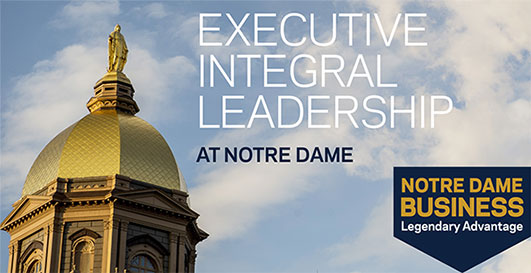 EXECUTIVE
INTEGRAL
LEADERSHIP
AT NOTRE DAME
NOTRE DAME
BUSINESS
Legendary Advantage